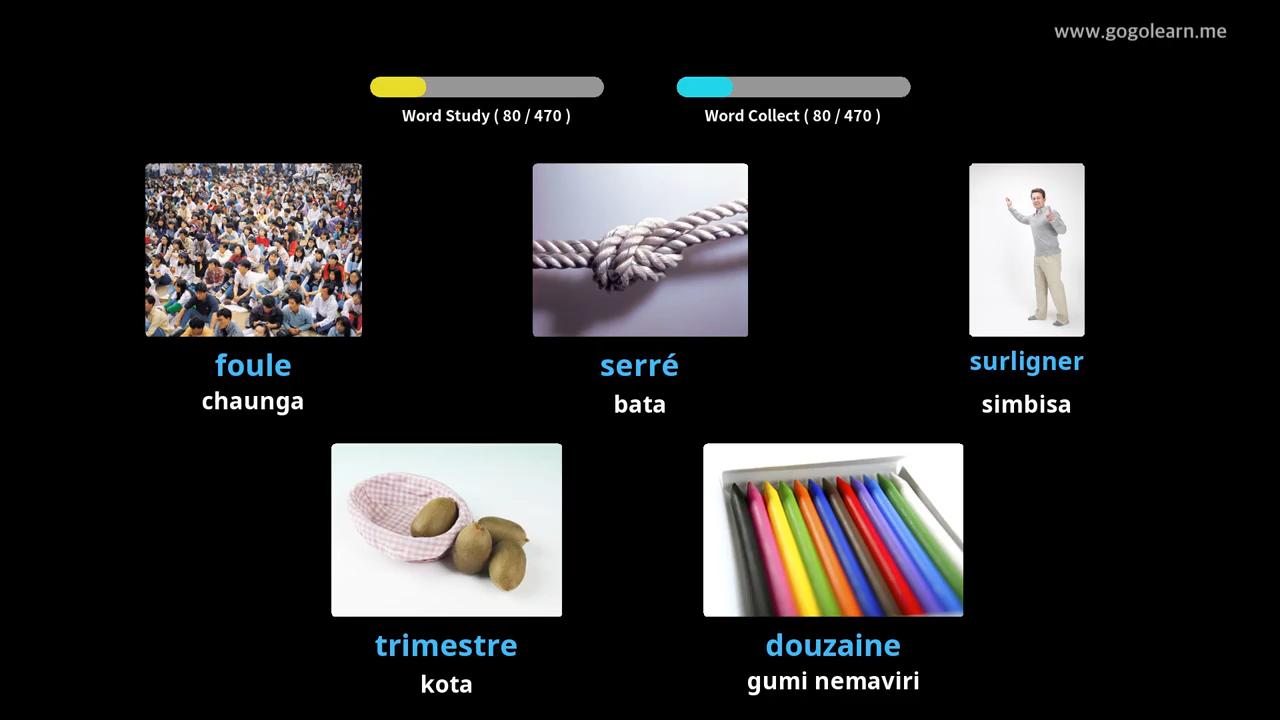 www.gogolearn.me
Word Study ( 80 / 470 )
Word Collect ( 80 / 470 )
foule
chaunga
serré
bata
surligner
simbisa
trimestre
kota
douzaine
gumi nemaviri